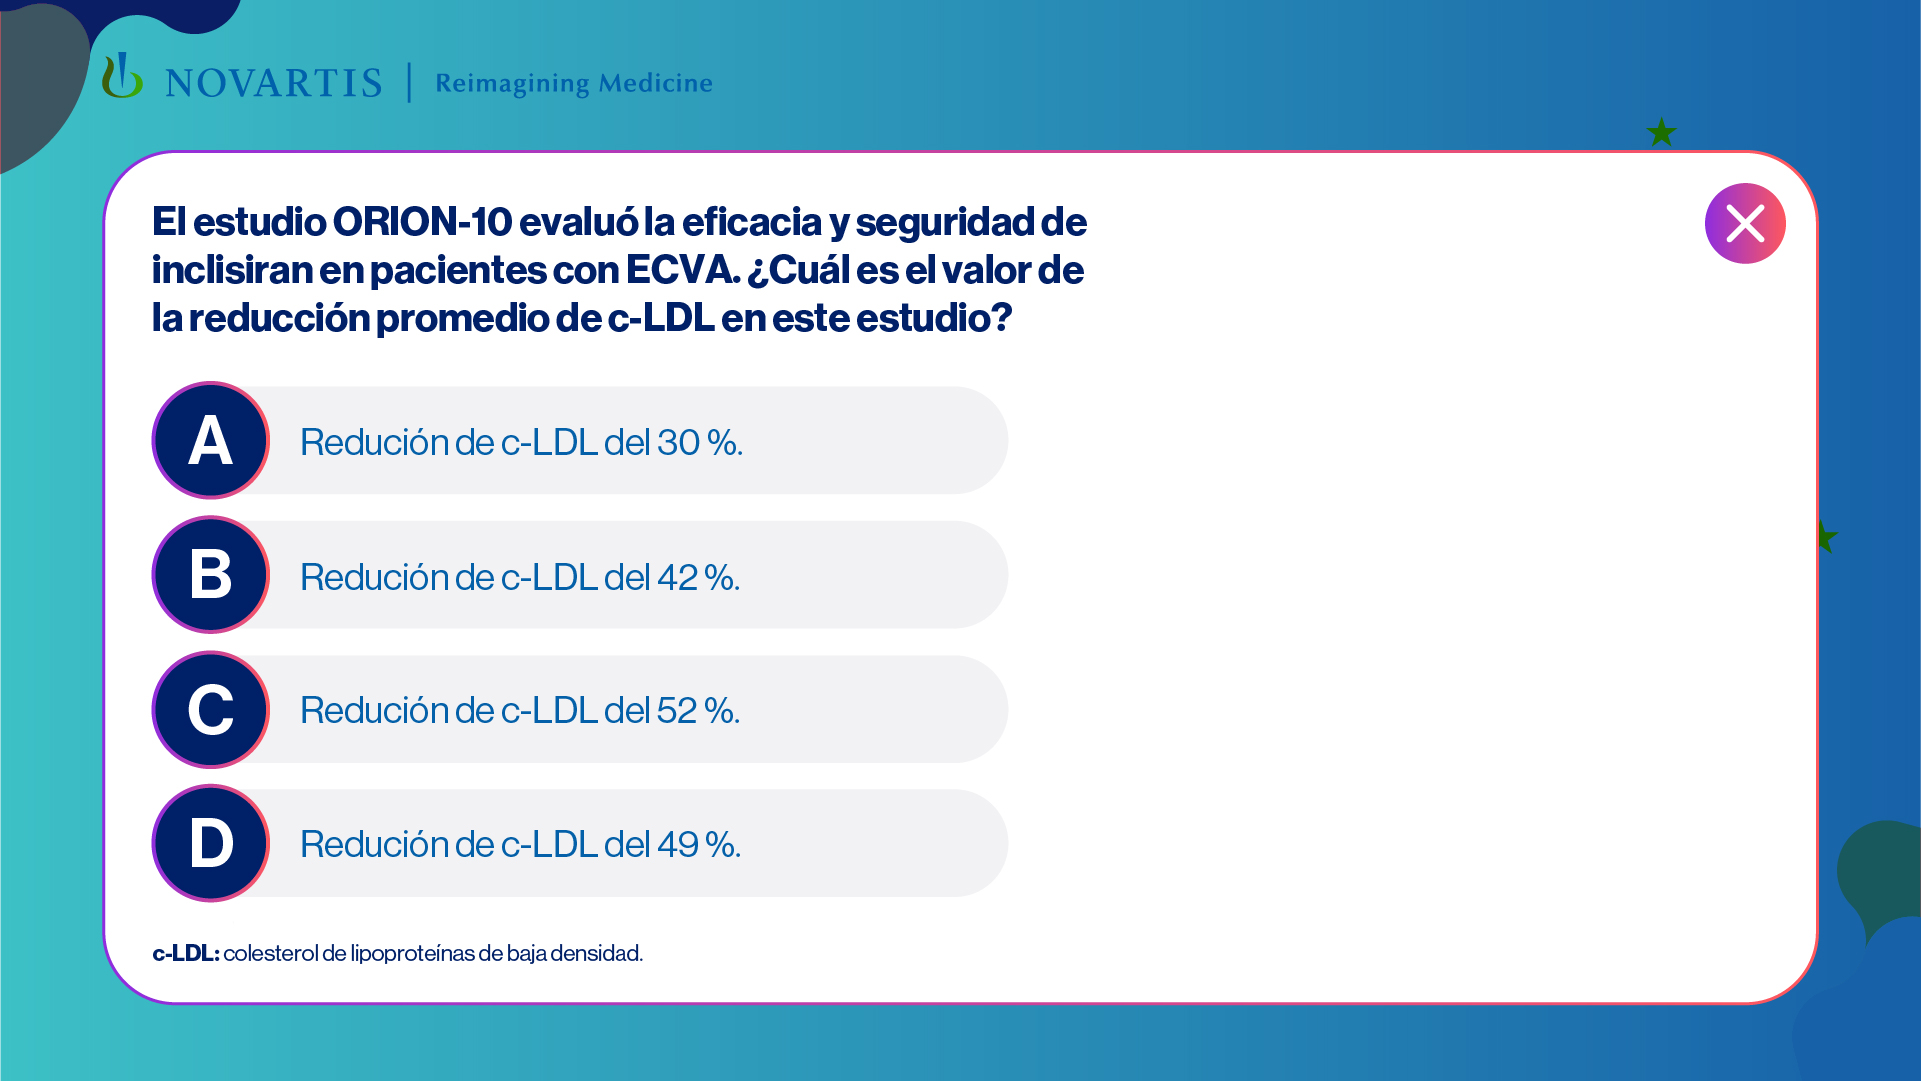 NOVARTIS | Reimagining Medicine
El estudio ORION-10 evaluó la eficacia y seguridad de
inclisiran en pacientes con ECVA. ¿Cuál es el valor de
la reducción promedio de c-LDL en este estudio?
A Redución de c-LDL del 30 %.
B Redución de c-LDL del 42 %.
C Redución de c-LDL del 52 %.
D Redución de c-LDL del 49 %.
c-LDL: colesterol de lipoproteínas de baja densidad.